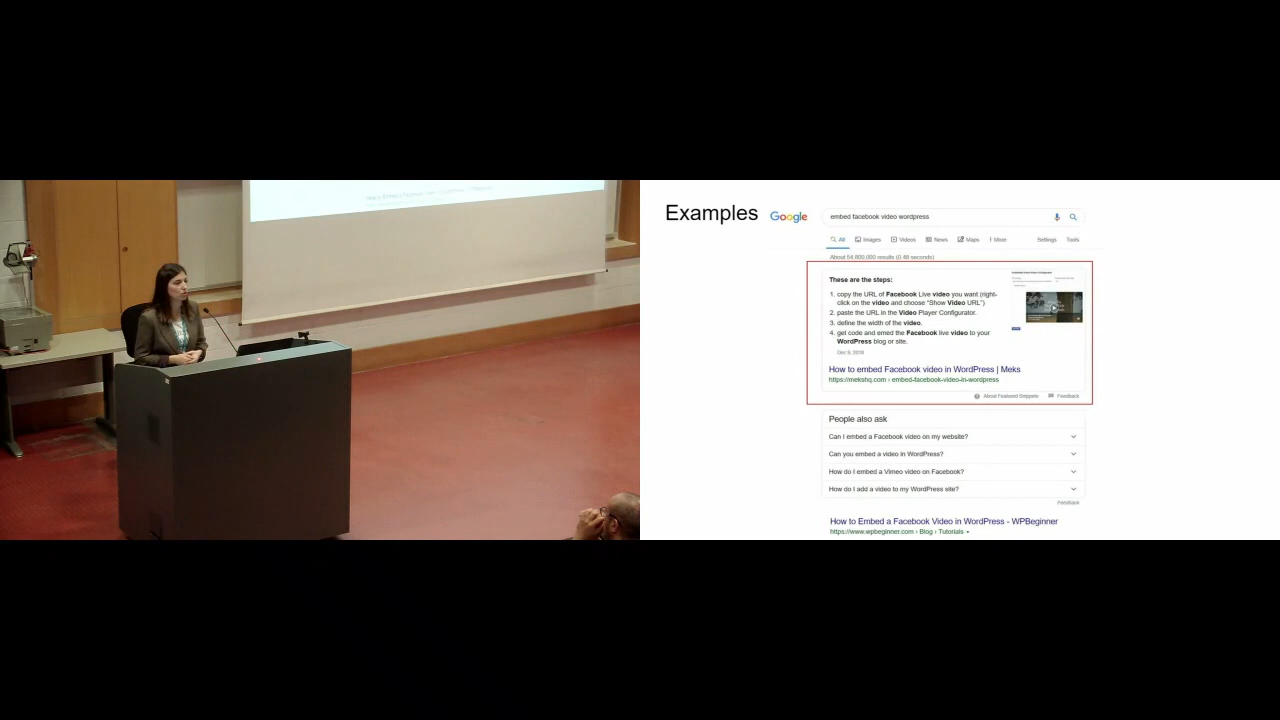 Examples
Google
embed facebook video wordpress
All Images Videos News Maps More Settings Tools
About 54,800,000 results (0.48 seconds)
These are the steps:
1. copy the URL of Facebook Live video you want (right-
click on the video and choose "Show Video URL")
2. paste the URL in the Video Player Configurator.
3. define the width of the video.
4. get code and emed the Facebook live video to your
WordPress blog or site.
Dec 9, 2018
How to embed Facebook video in WordPress | Meks
https://mekshq.com › embed-facebook-video-in-wordpress
About Featured Snippets Feedback
People also ask
Can I embed a Facebook video on my website?
Can you embed a video in WordPress?
How do I embed a Vimeo video on Facebook?
How do I add a video to my WordPress site?
Feedback
How to Embed a Facebook Video in WordPress - WPBeginner
https://www.wpbeginner.com › Blog › Tutorials